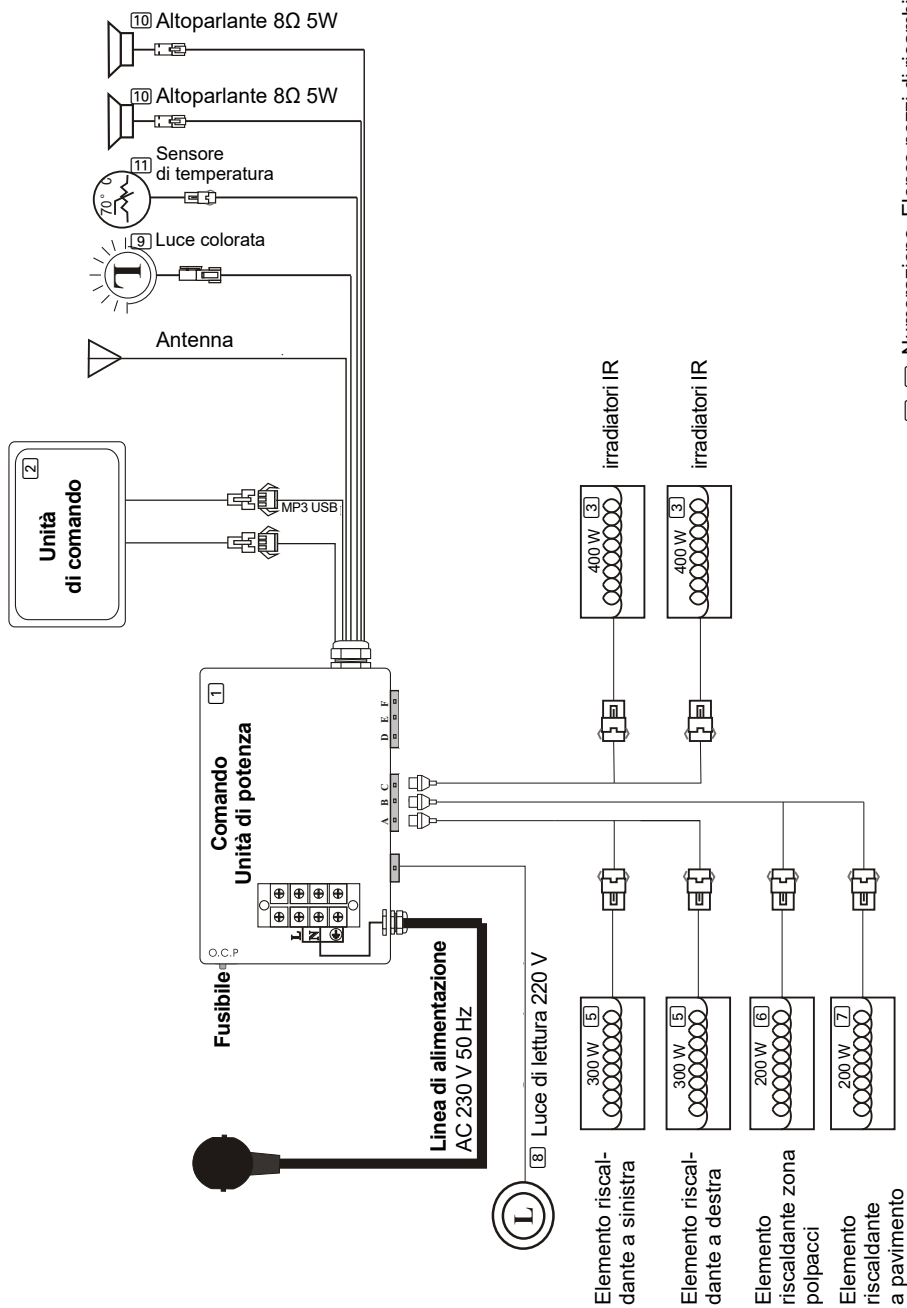 10 Altoparlante 8Ω 5W
10 Altoparlante 8Ω 5W
11 Sensore
di temperatura
70° C
9 Luce colorata
L
Antenna
2
Unità
di comando
MP3 USB
1
Comando
Unità di potenza
O.C.P
L
N
Fusibile
A B C
D E F
Linea di alimentazione
AC 230 V 50 Hz
8 Luce di lettura 220 V
L
400 W
3
irradiatori IR
400 W
3
irradiatori IR
Elemento riscal-
dante a sinistra
300 W
5
Elemento riscal-
dante a destra
300 W
5
Elemento
riscaldante zona
polpacci
200 W
6
Elemento
riscaldante
a pavimento
200 W
7